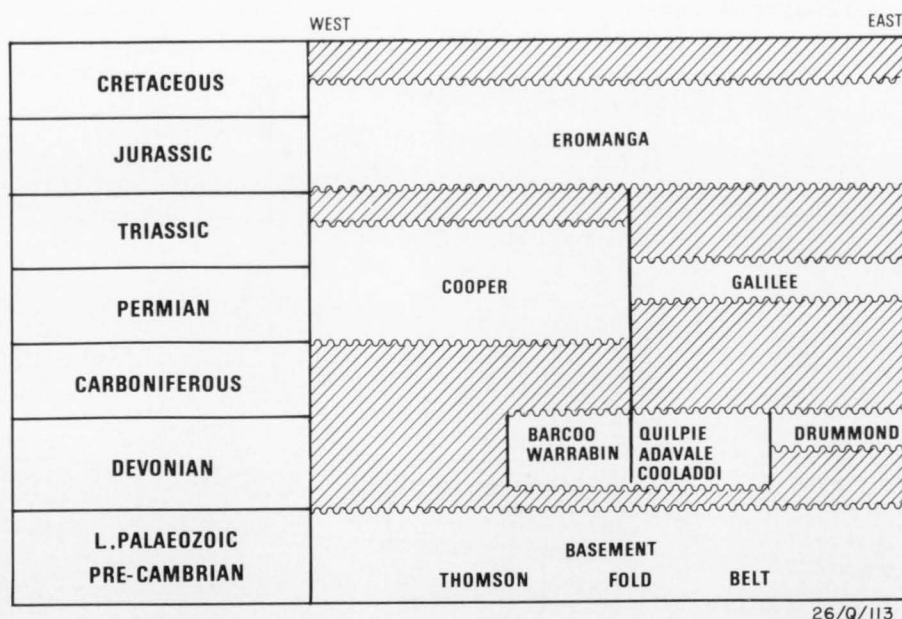 WEST EAST
CRETACEOUS
JURASSIC
EROMANGA
TRIASSIC
COOPER
GALILEE
PERMIAN
CARBONIFEROUS
BARCOO
WARRABIN
QUILPIE
ADAVALE
COOLADDI
DRUMMOND
DEVONIAN
L.PALAEOZOIC
PRE-CAMBRIAN
BASEMENT
THOMSON FOLD BELT
26/Q/113